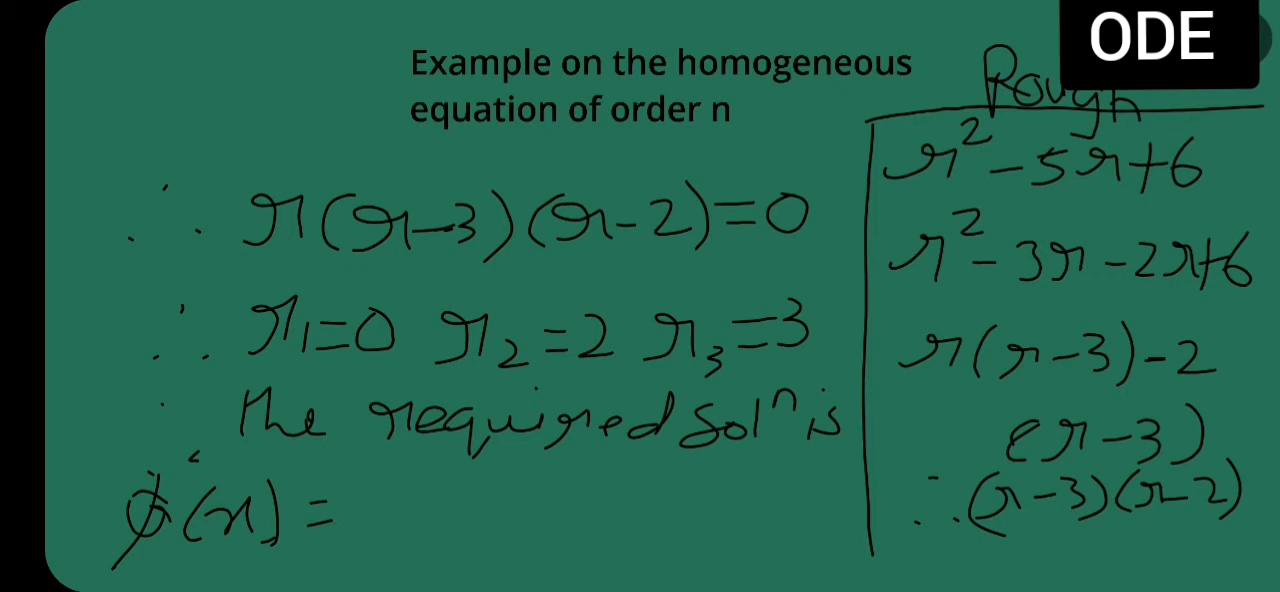 ODE
Example on the homogeneous
equation of order n
∴ r(r-3)(r-2)=0
∴ r₁=0 r₂=2 r₃=3
∴ the required solⁿ is
ϕ(x) =
Rough
r²-5r+6
r²-3r-2r+6
r(r-3)-2
(r-3)
∴(r-3)(r-2)